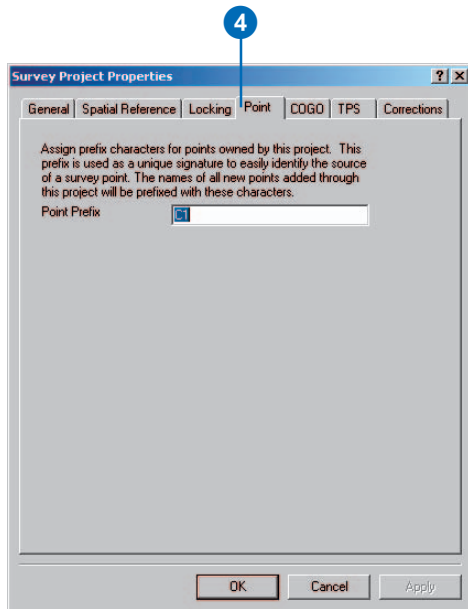 4
Survey Project Properties
General Spatial Reference Locking Point COGO TPS Corrections
Assign prefix characters for points owned by this project. This
prefix is used as a unique signature to easily identify the source
of a survey point. The names of all new points added through
this project will be prefixed with these characters.
Point Prefix C1
OK Cancel Apply